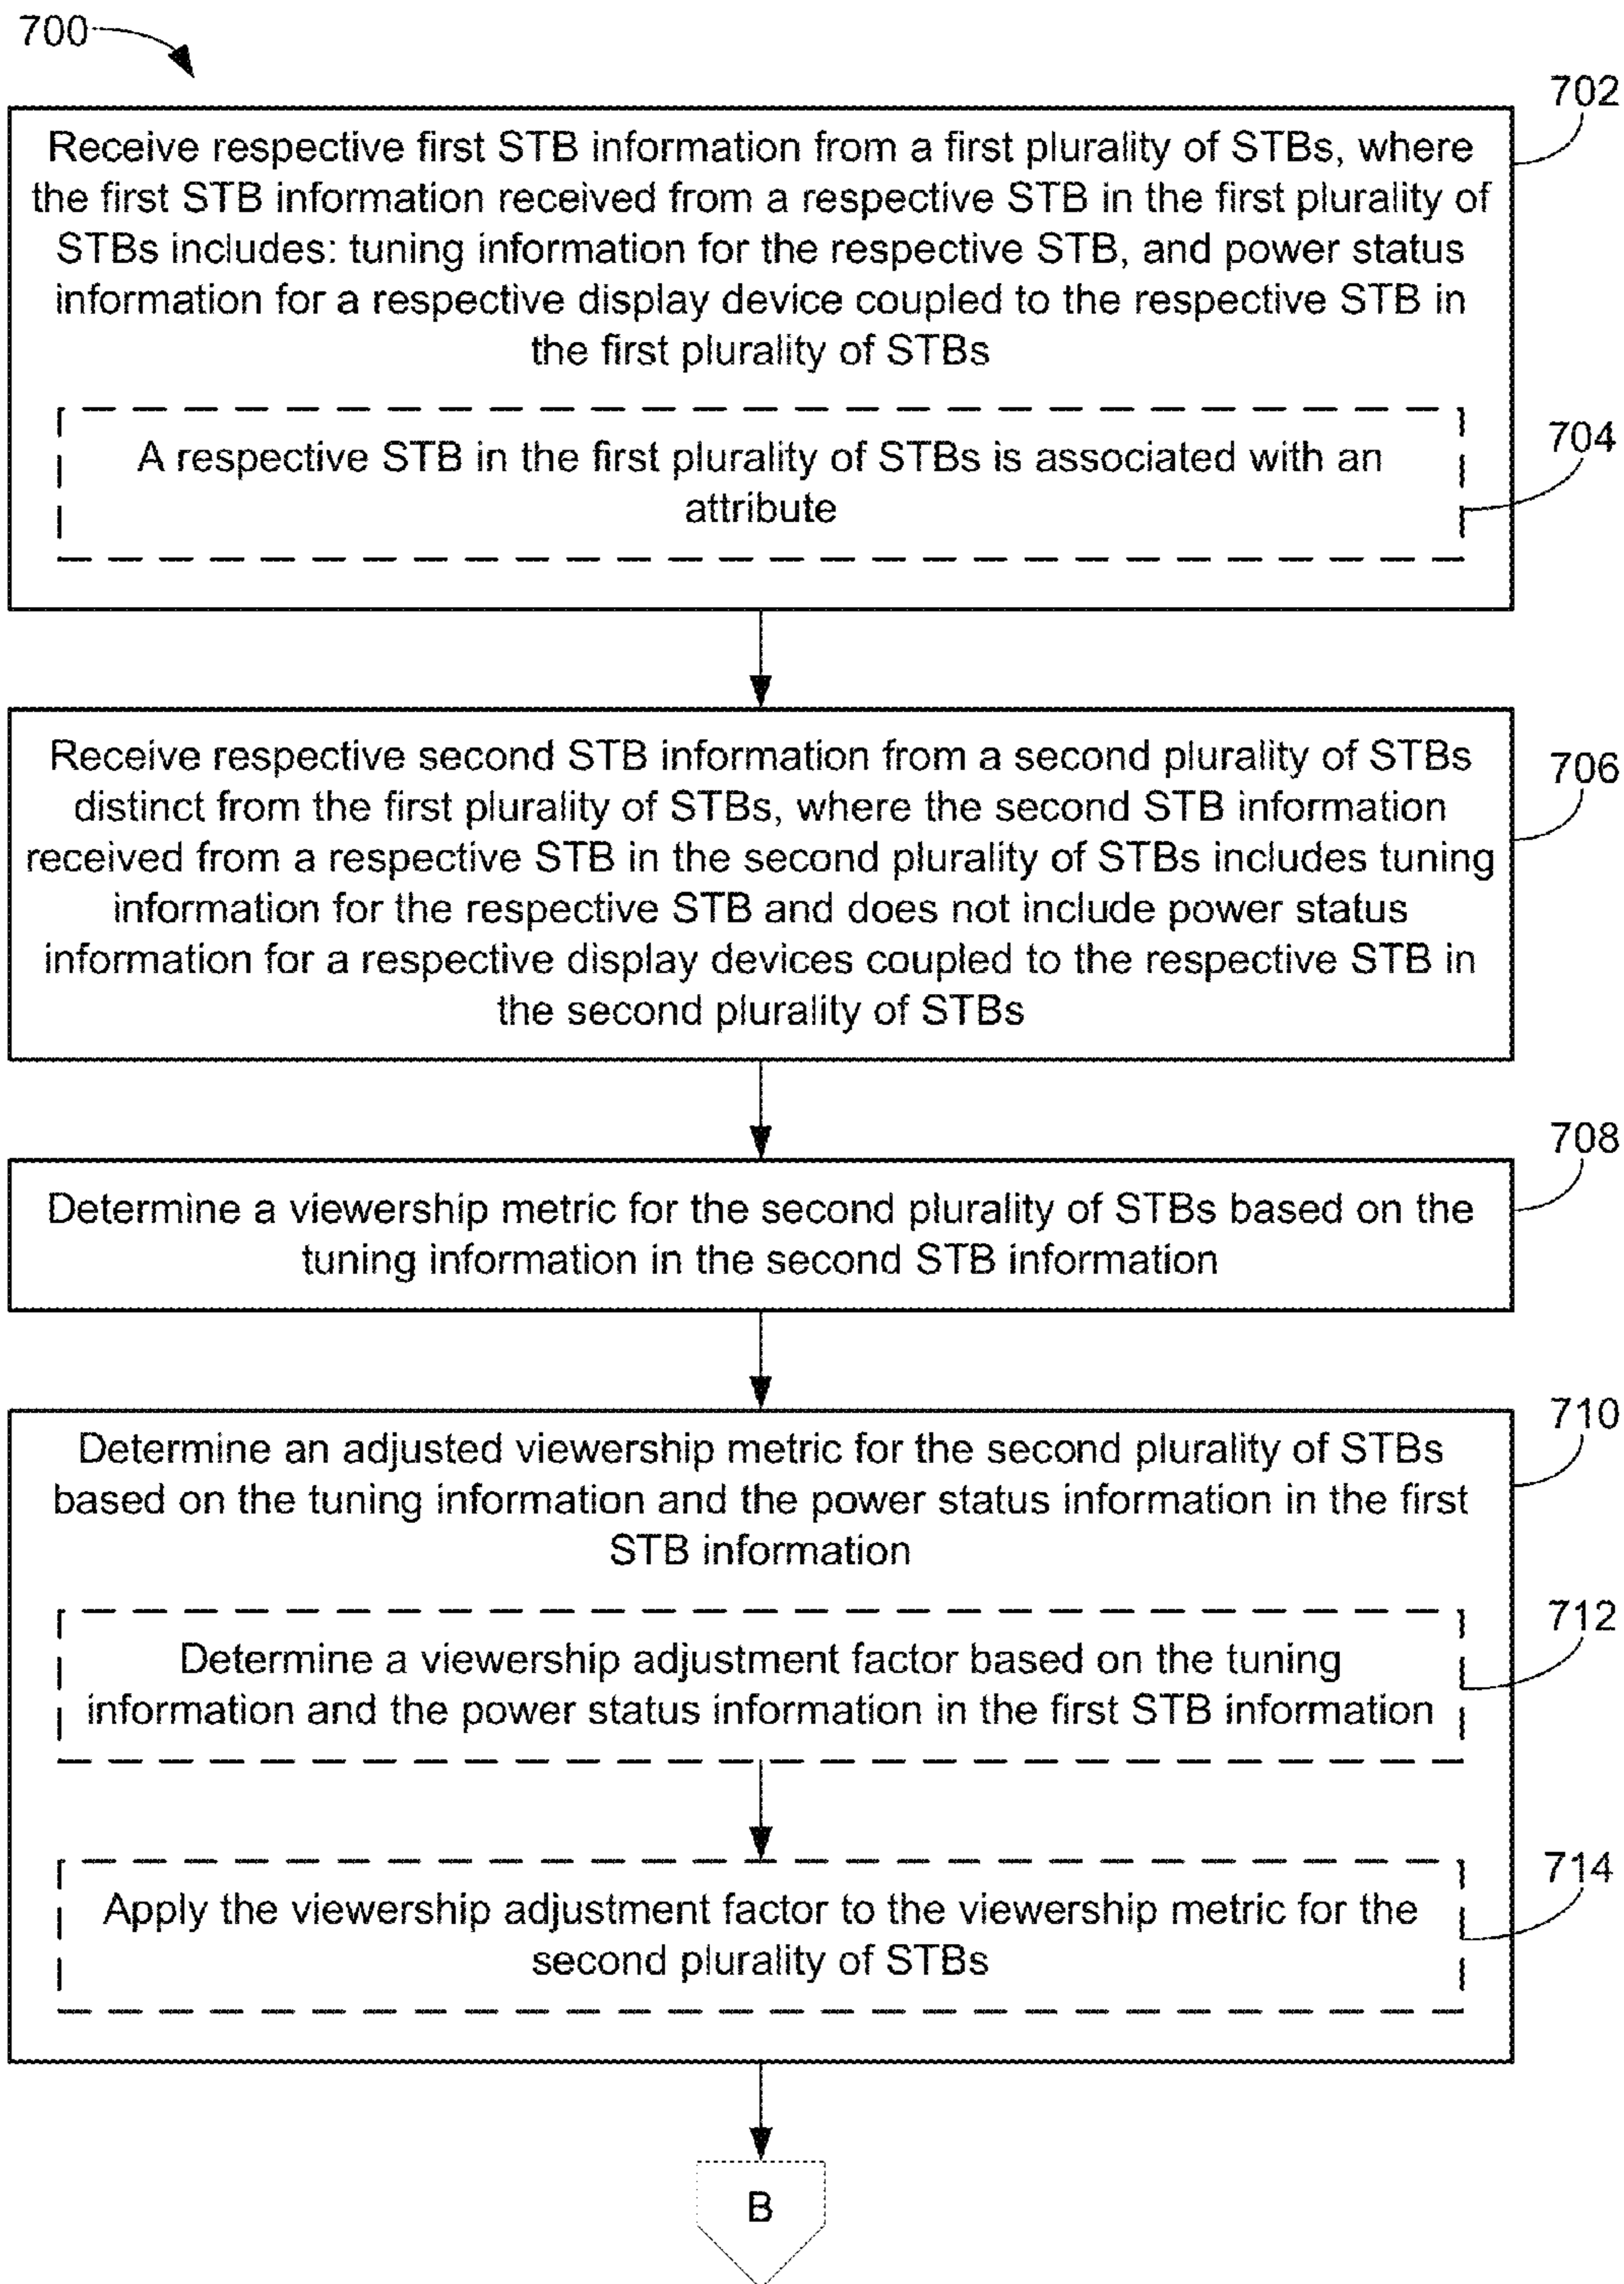 700
702
Receive respective first STB information from a first plurality of STBs, where
the first STB information received from a respective STB in the first plurality of
STBs includes: tuning information for the respective STB, and power status
information for a respective display device coupled to the respective STB in
the first plurality of STBs
704
A respective STB in the first plurality of STBs is associated with an
attribute
706
Receive respective second STB information from a second plurality of STBs
distinct from the first plurality of STBs, where the second STB information
received from a respective STB in the second plurality of STBs includes tuning
information for the respective STB and does not include power status
information for a respective display devices coupled to the respective STB in
the second plurality of STBs
708
Determine a viewership metric for the second plurality of STBs based on the
tuning information in the second STB information
710
Determine an adjusted viewership metric for the second plurality of STBs
based on the tuning information and the power status information in the first
STB information
712
Determine a viewership adjustment factor based on the tuning
information and the power status information in the first STB information
714
Apply the viewership adjustment factor to the viewership metric for the
second plurality of STBs
B